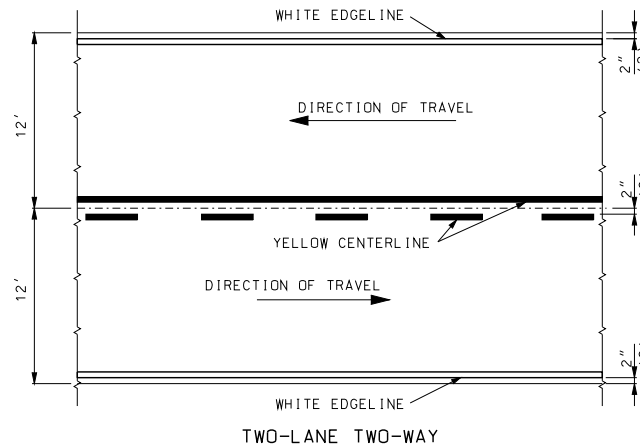 WHITE EDGELINE
2"
DIRECTION OF TRAVEL
12'
2"
YELLOW CENTERLINE
DIRECTION OF TRAVEL
12'
2"
WHITE EDGELINE
TWO-LANE TWO-WAY